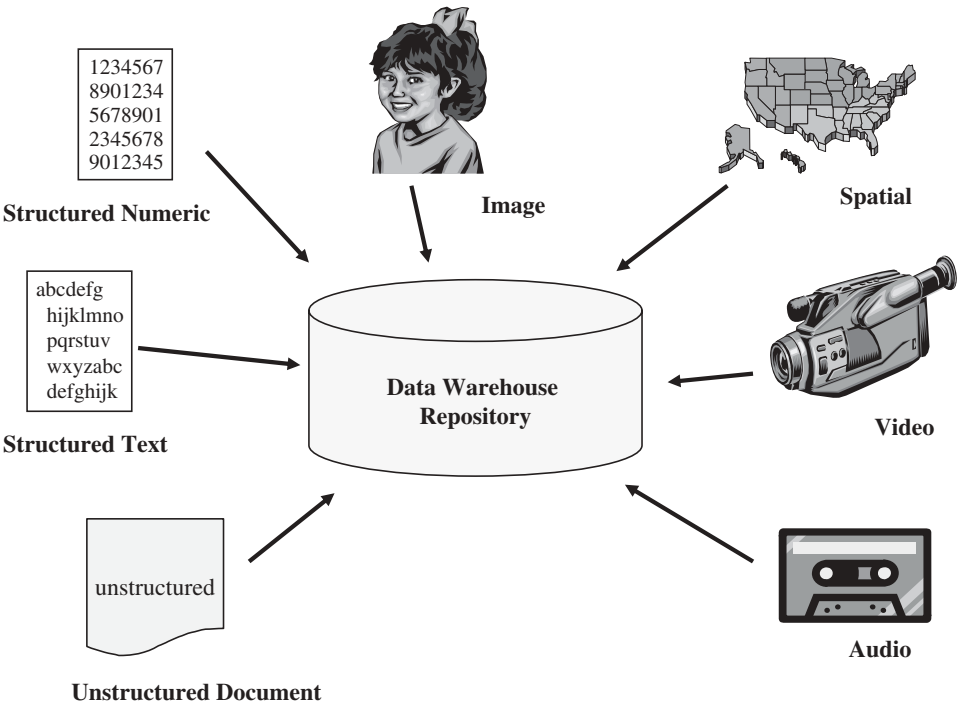 1234567
8901234
5678901
2345678
9012345
Structured Numeric
Image
Spatial
abcdefg
hijklmno
pqrstuv
wxyzabc
defghijk
Structured Text
Data Warehouse
Repository
Video
unstructured
Unstructured Document
Audio